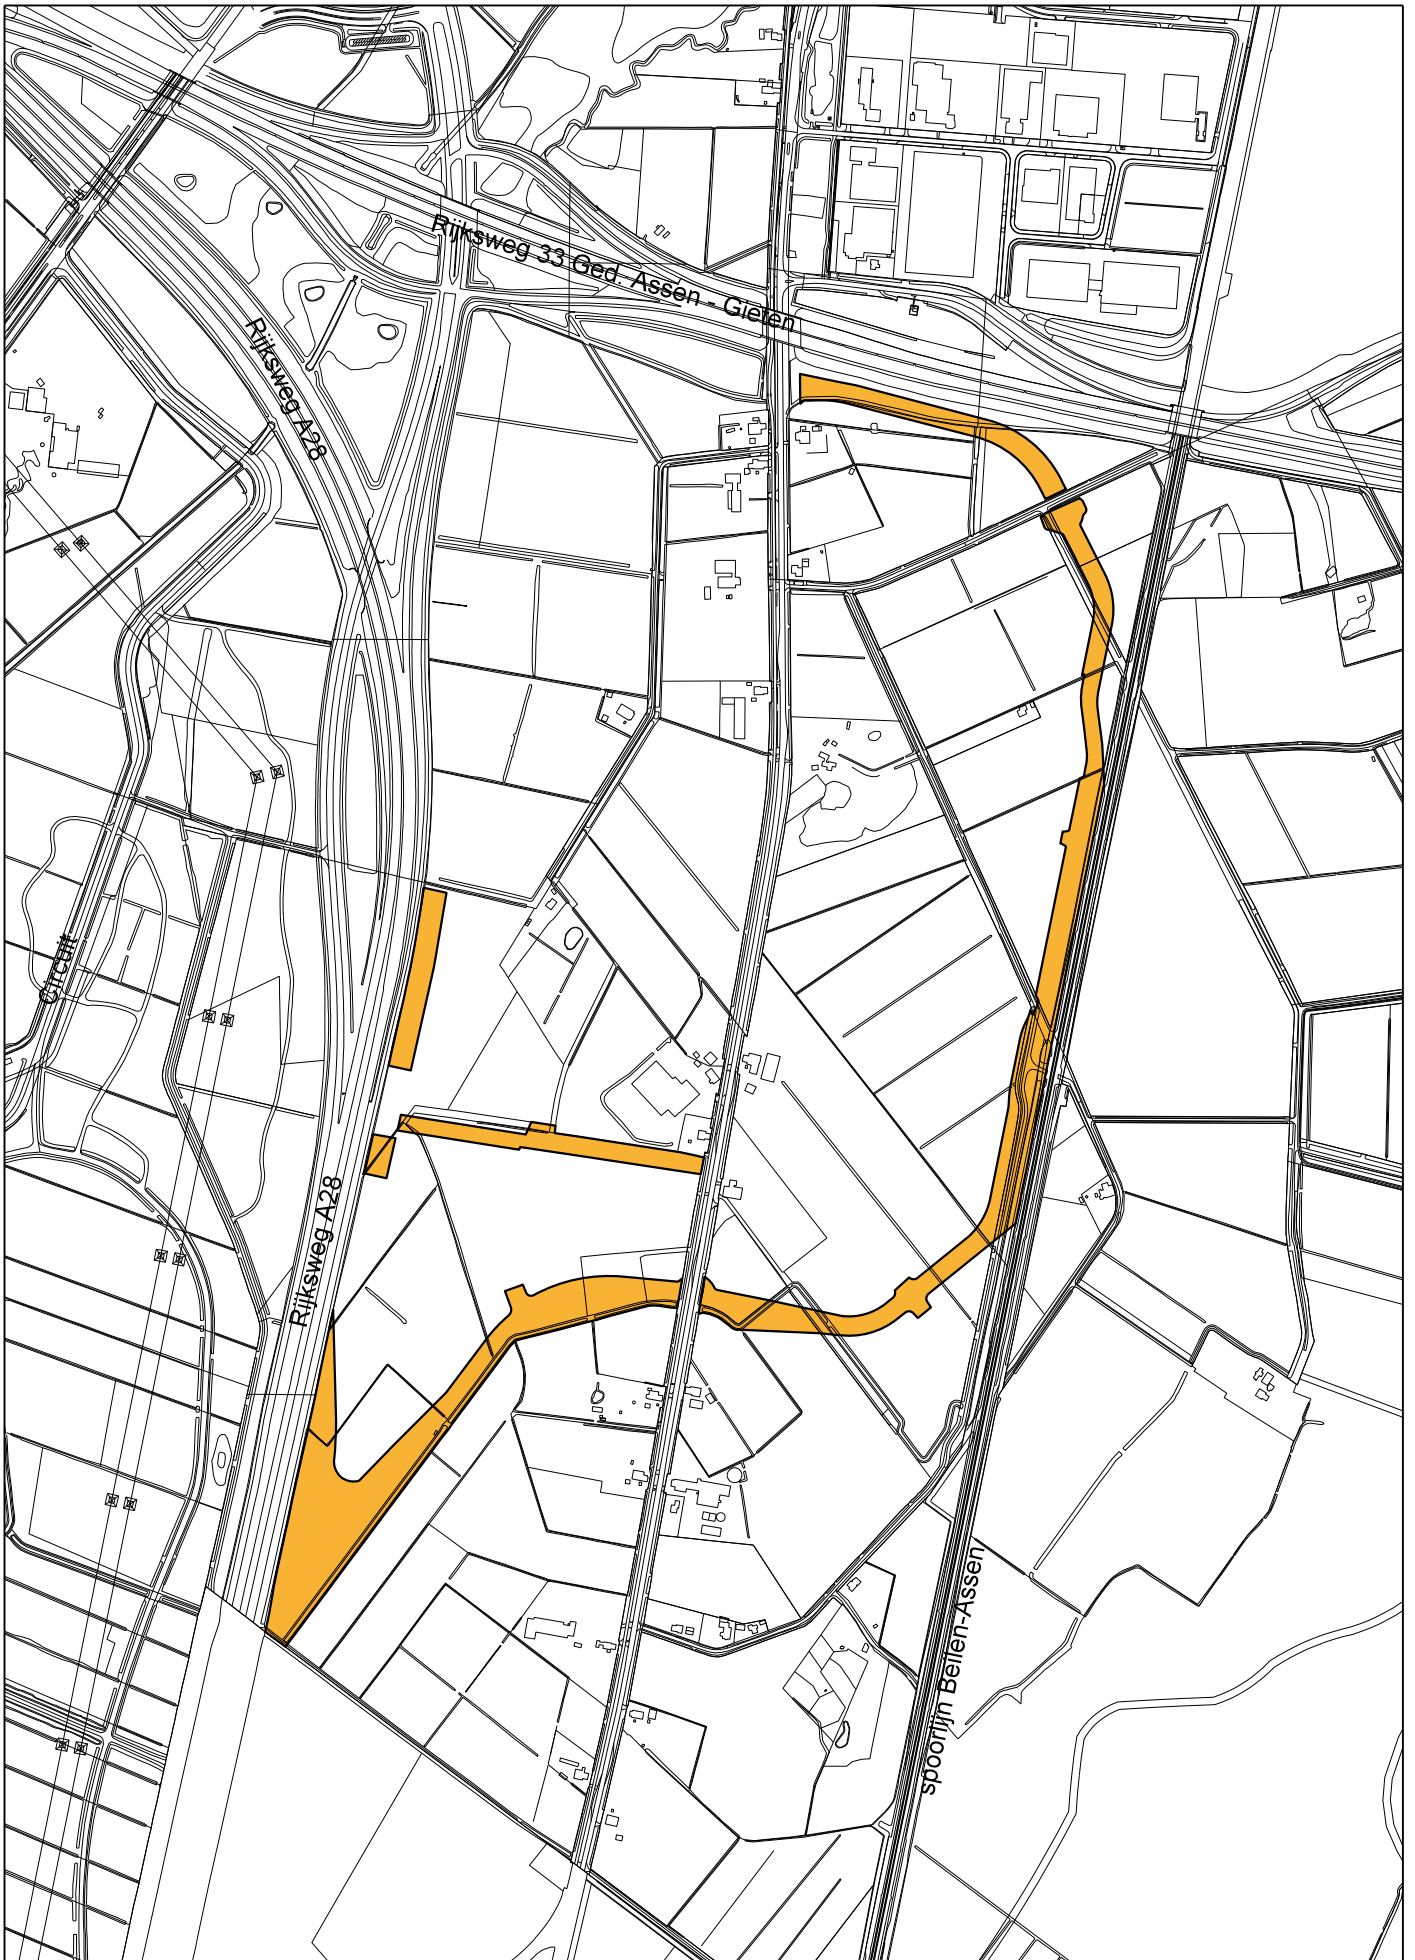 Rijksweg 33 Ged. Assen - Gieten
Rijksweg A28
Circuit
Rijksweg A28
spoorlijn Beilen-Assen